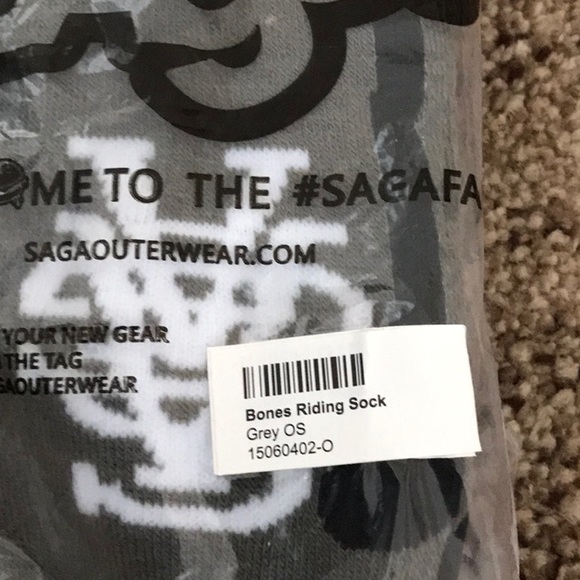 ME TO THE #SAGAFA
SAGAOUTERWEAR.COM
YOUR NEW GEAR
THE TAG
SAGAOUTERWEAR
Bones Riding Sock
Grey OS
15060402-O